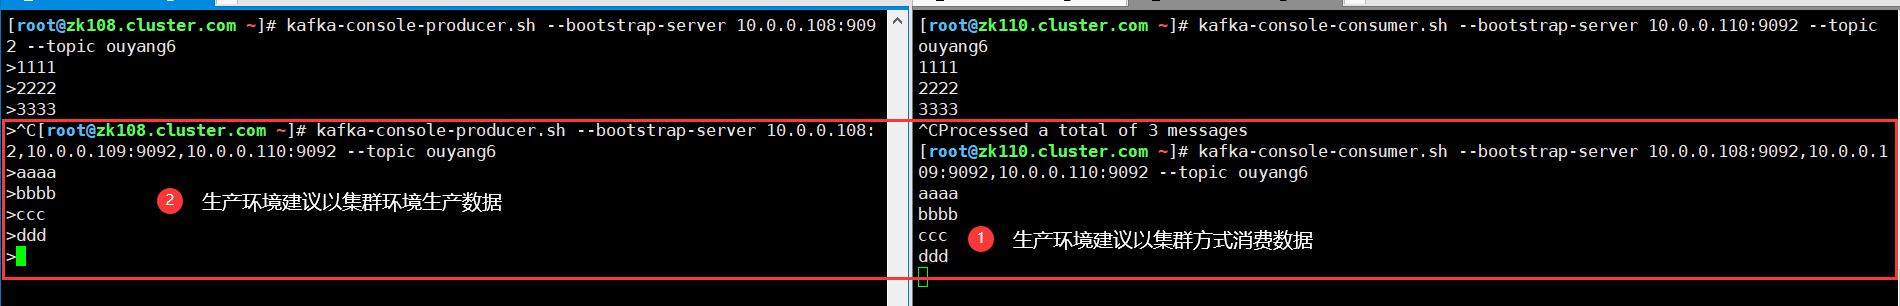 [root@zk108.cluster.com ~]# kafka-console-producer.sh --bootstrap-server 10.0.0.108:909
2 --topic ouyang6
>1111
>2222
>3333
>^C[root@zk108.cluster.com ~]# kafka-console-producer.sh --bootstrap-server 10.0.0.108:
2,10.0.0.109:9092,10.0.0.110:9092 --topic ouyang6
>aaaa
>bbbb
>ccc
>ddd
>
2 生产环境建议以集群环境生产数据
[root@zk110.cluster.com ~]# kafka-console-consumer.sh --bootstrap-server 10.0.0.110:9092 --topic
ouyang6
1111
2222
3333
^CProcessed a total of 3 messages
[root@zk110.cluster.com ~]# kafka-console-consumer.sh --bootstrap-server 10.0.0.108:9092,10.0.0.1
09:9092,10.0.0.110:9092 --topic ouyang6
aaaa
bbbb
ccc
ddd
1 生产环境建议以集群方式消费数据